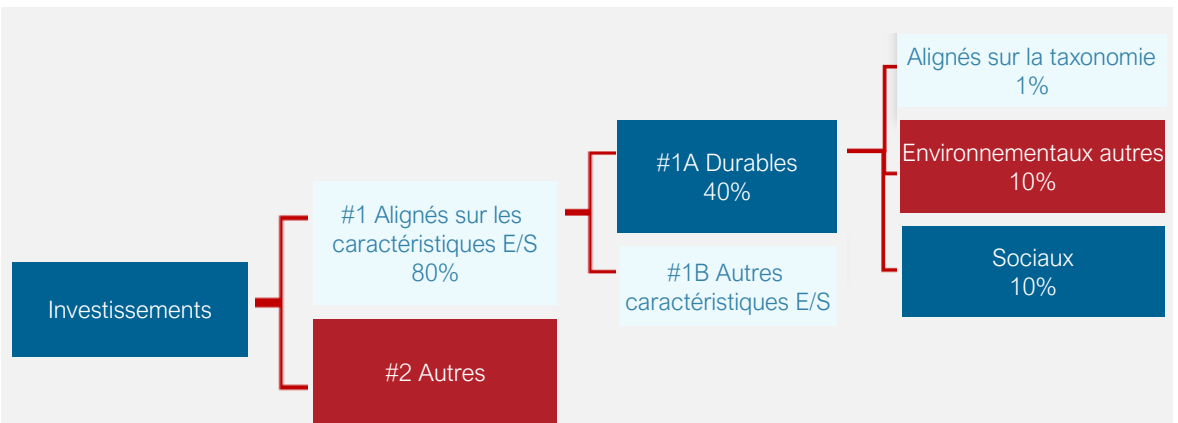 Investissements
#1 Alignés sur les
caractéristiques E/S
80%
#2 Autres
#1A Durables
40%
#1B Autres
caractéristiques E/S
Alignés sur la taxonomie
1%
Environnementaux autres
10%
Sociaux
10%